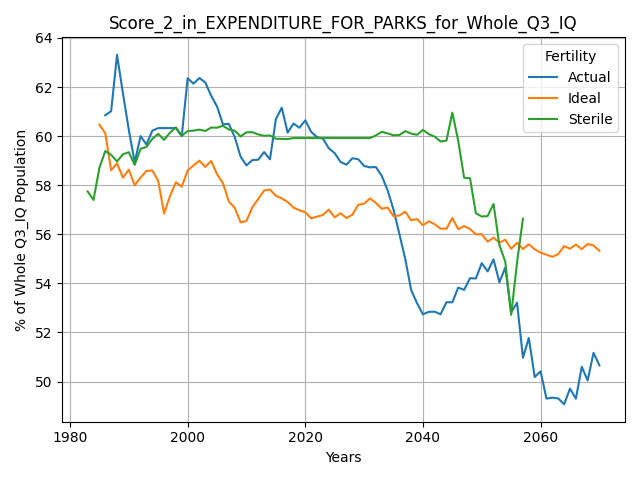 Score_2_in_EXPENDITURE_FOR_PARKS_for_Whole_Q3_IQ
% of Whole Q3_IQ Population
64
62
60
58
56
54
52
50
Fertility
Actual
Ideal
Sterile
1980
2000
2020
2040
2060
Years